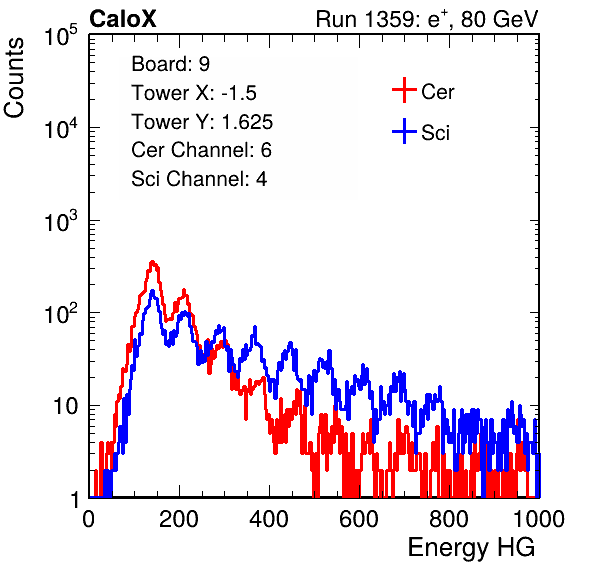 CaloX Run 1359: e⁺, 80 GeV
Counts
Board: 9
Tower X: -1.5
Tower Y: 1.625
Cer Channel: 6
Sci Channel: 4
Cer
Sci
10⁵
10⁴
10³
10²
10
1
0 200 400 600 800 1000
Energy HG